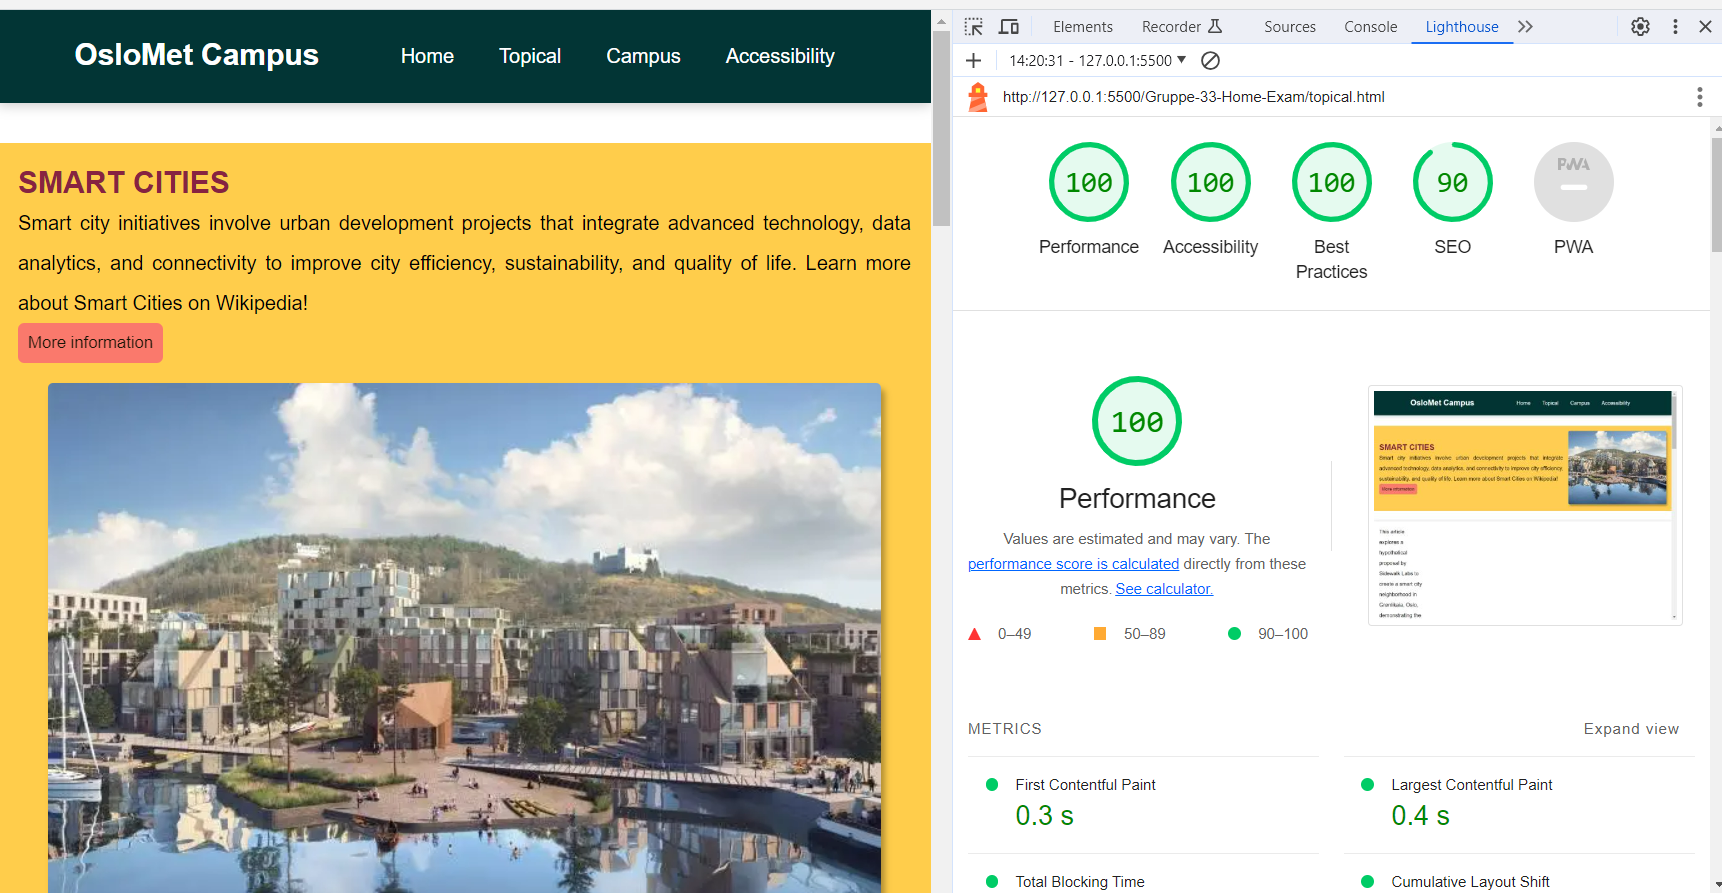 OsloMet Campus
Home
Topical
Campus
Accessibility
SMART CITIES
Smart city initiatives involve urban development projects that integrate advanced technology, data
analytics, and connectivity to improve city efficiency, sustainability, and quality of life. Learn more
about Smart Cities on Wikipedia!
More information
Elements
Recorder
Sources
Console
Lighthouse
14:20:31 - 127.0.0.1:5500
http://127.0.0.1:5500/Gruppe-33-Home-Exam/topical.html
100
Performance
100
Accessibility
100
Best
Practices
90
SEO
PWA
PWA
100
Performance
Values are estimated and may vary. The
performance score is calculated directly from these
metrics. See calculator.
0–49
50–89
90–100
OsloMet Campus
Home
Topical
Campus
Accessibility
SMART CITIES
Smart city initiatives involve urban development projects that integrate
advanced technology, data analytics, and connectivity to improve city efficiency,
sustainability, and quality of life. Learn more about Smart Cities on Wikipedia!
More information
This article
explores a
hypothetical
proposal by
Sidewalk Labs to
create a smart city
neighborhood in
Grønlikaia, Oslo,
demonstrating the
METRICS
Expand view
First Contentful Paint
0.3 s
Largest Contentful Paint
0.4 s
Total Blocking Time
Cumulative Layout Shift